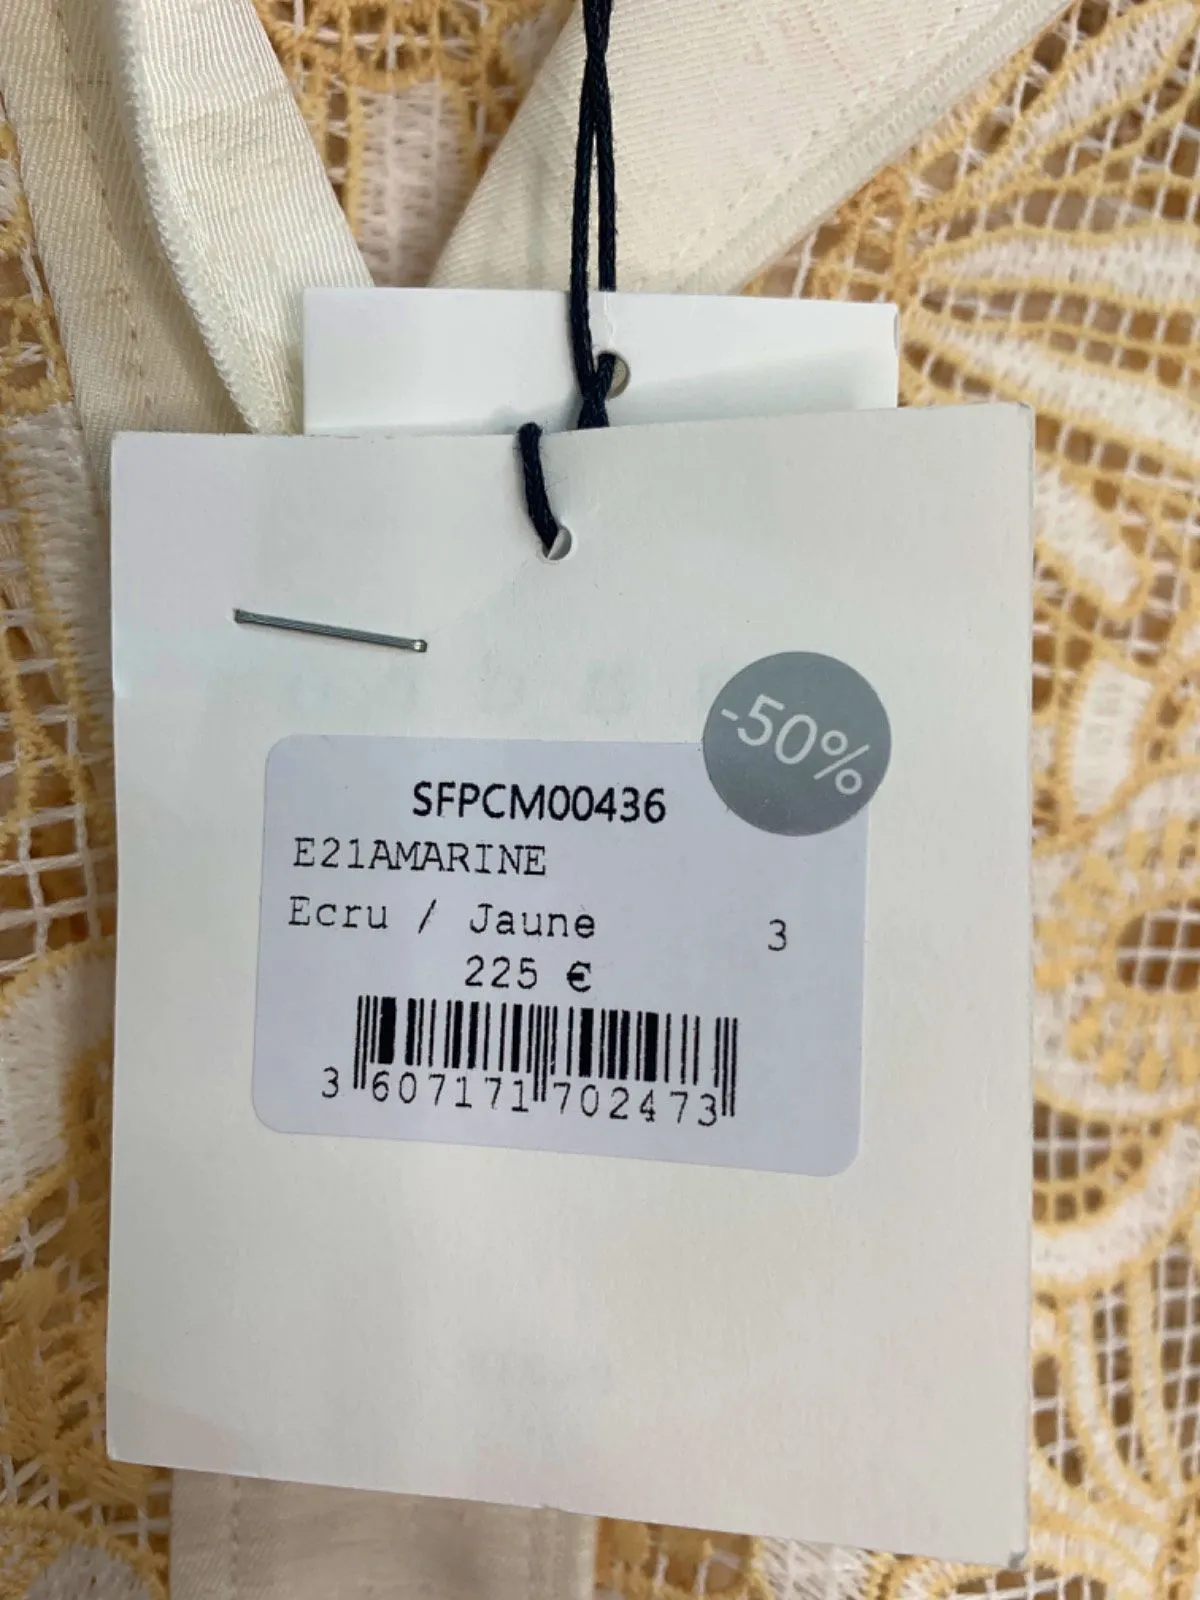 -50%
SFPCM00436
E21AMARINE
Ecru / Jaune 3
225 €
3 607171 702473